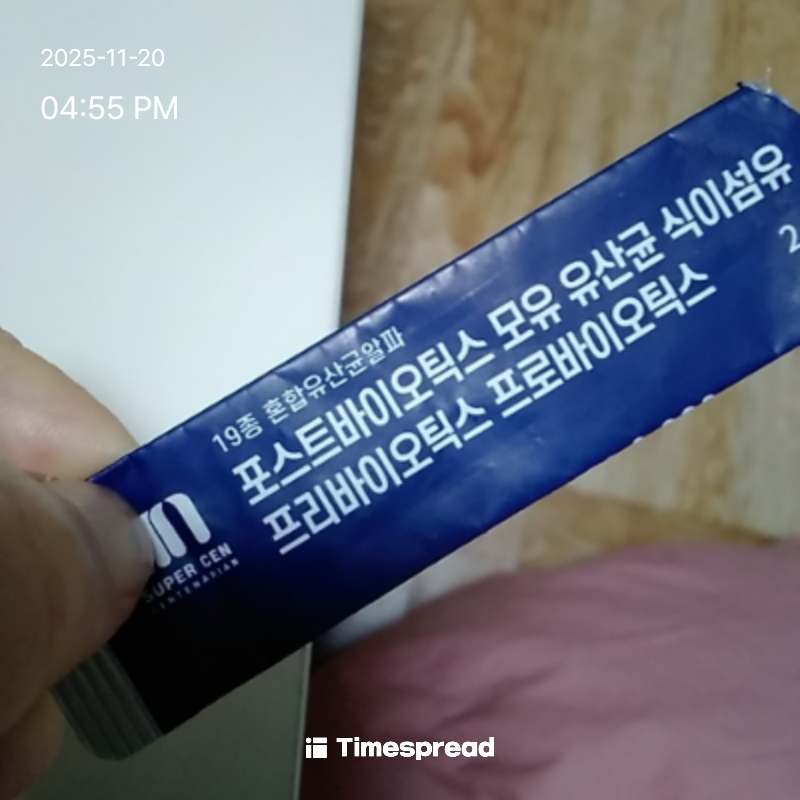 2025-11-20
04:55 PM
19종 혼합유산균알파
포스트바이오틱스 모유 유산균 식이섬유
프리바이오틱스 프로바이오틱스
2
SUPER CEN
CENTENARIAN
Timespread